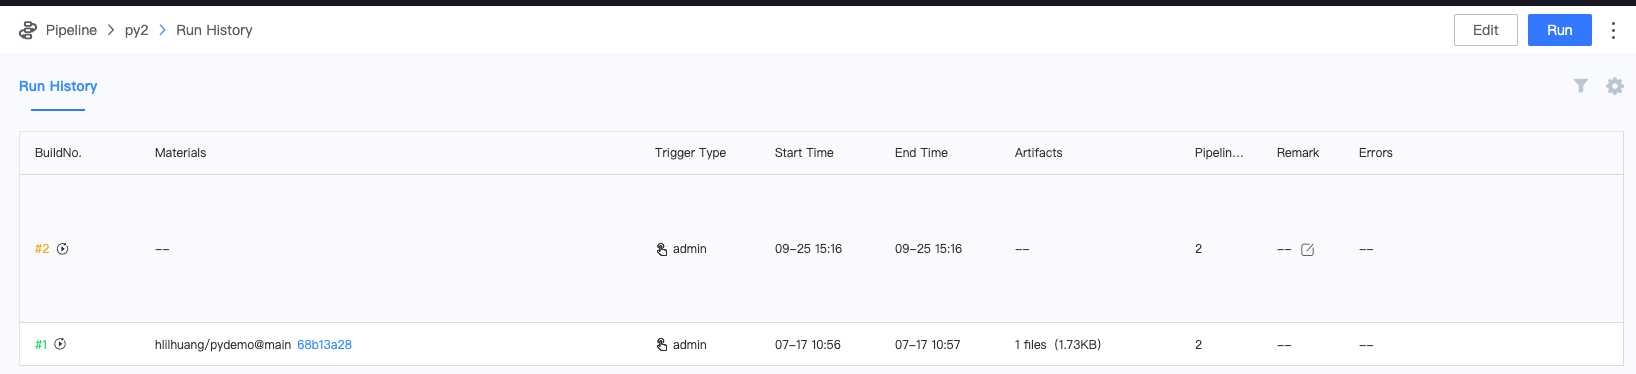 Pipeline > py2 > Run History
Edit
Run
Run History
BuildNo. Materials Trigger Type Start Time End Time Artifacts Pipelin... Remark Errors
#2 -- admin 09-25 15:16 09-25 15:16 -- 2 -- --
#1 hlilhuang/pydemo@main 68b13a28 admin 07-17 10:56 07-17 10:57 1 files (1.73KB) 2 -- --